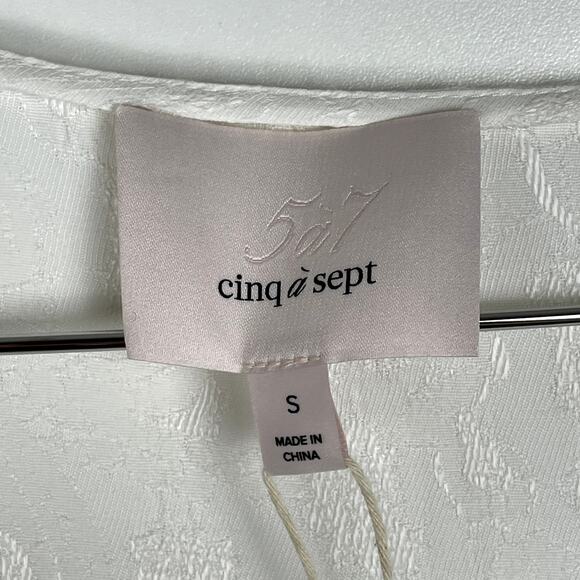 5à7
cinq à sept
S
MADE IN
CHINA